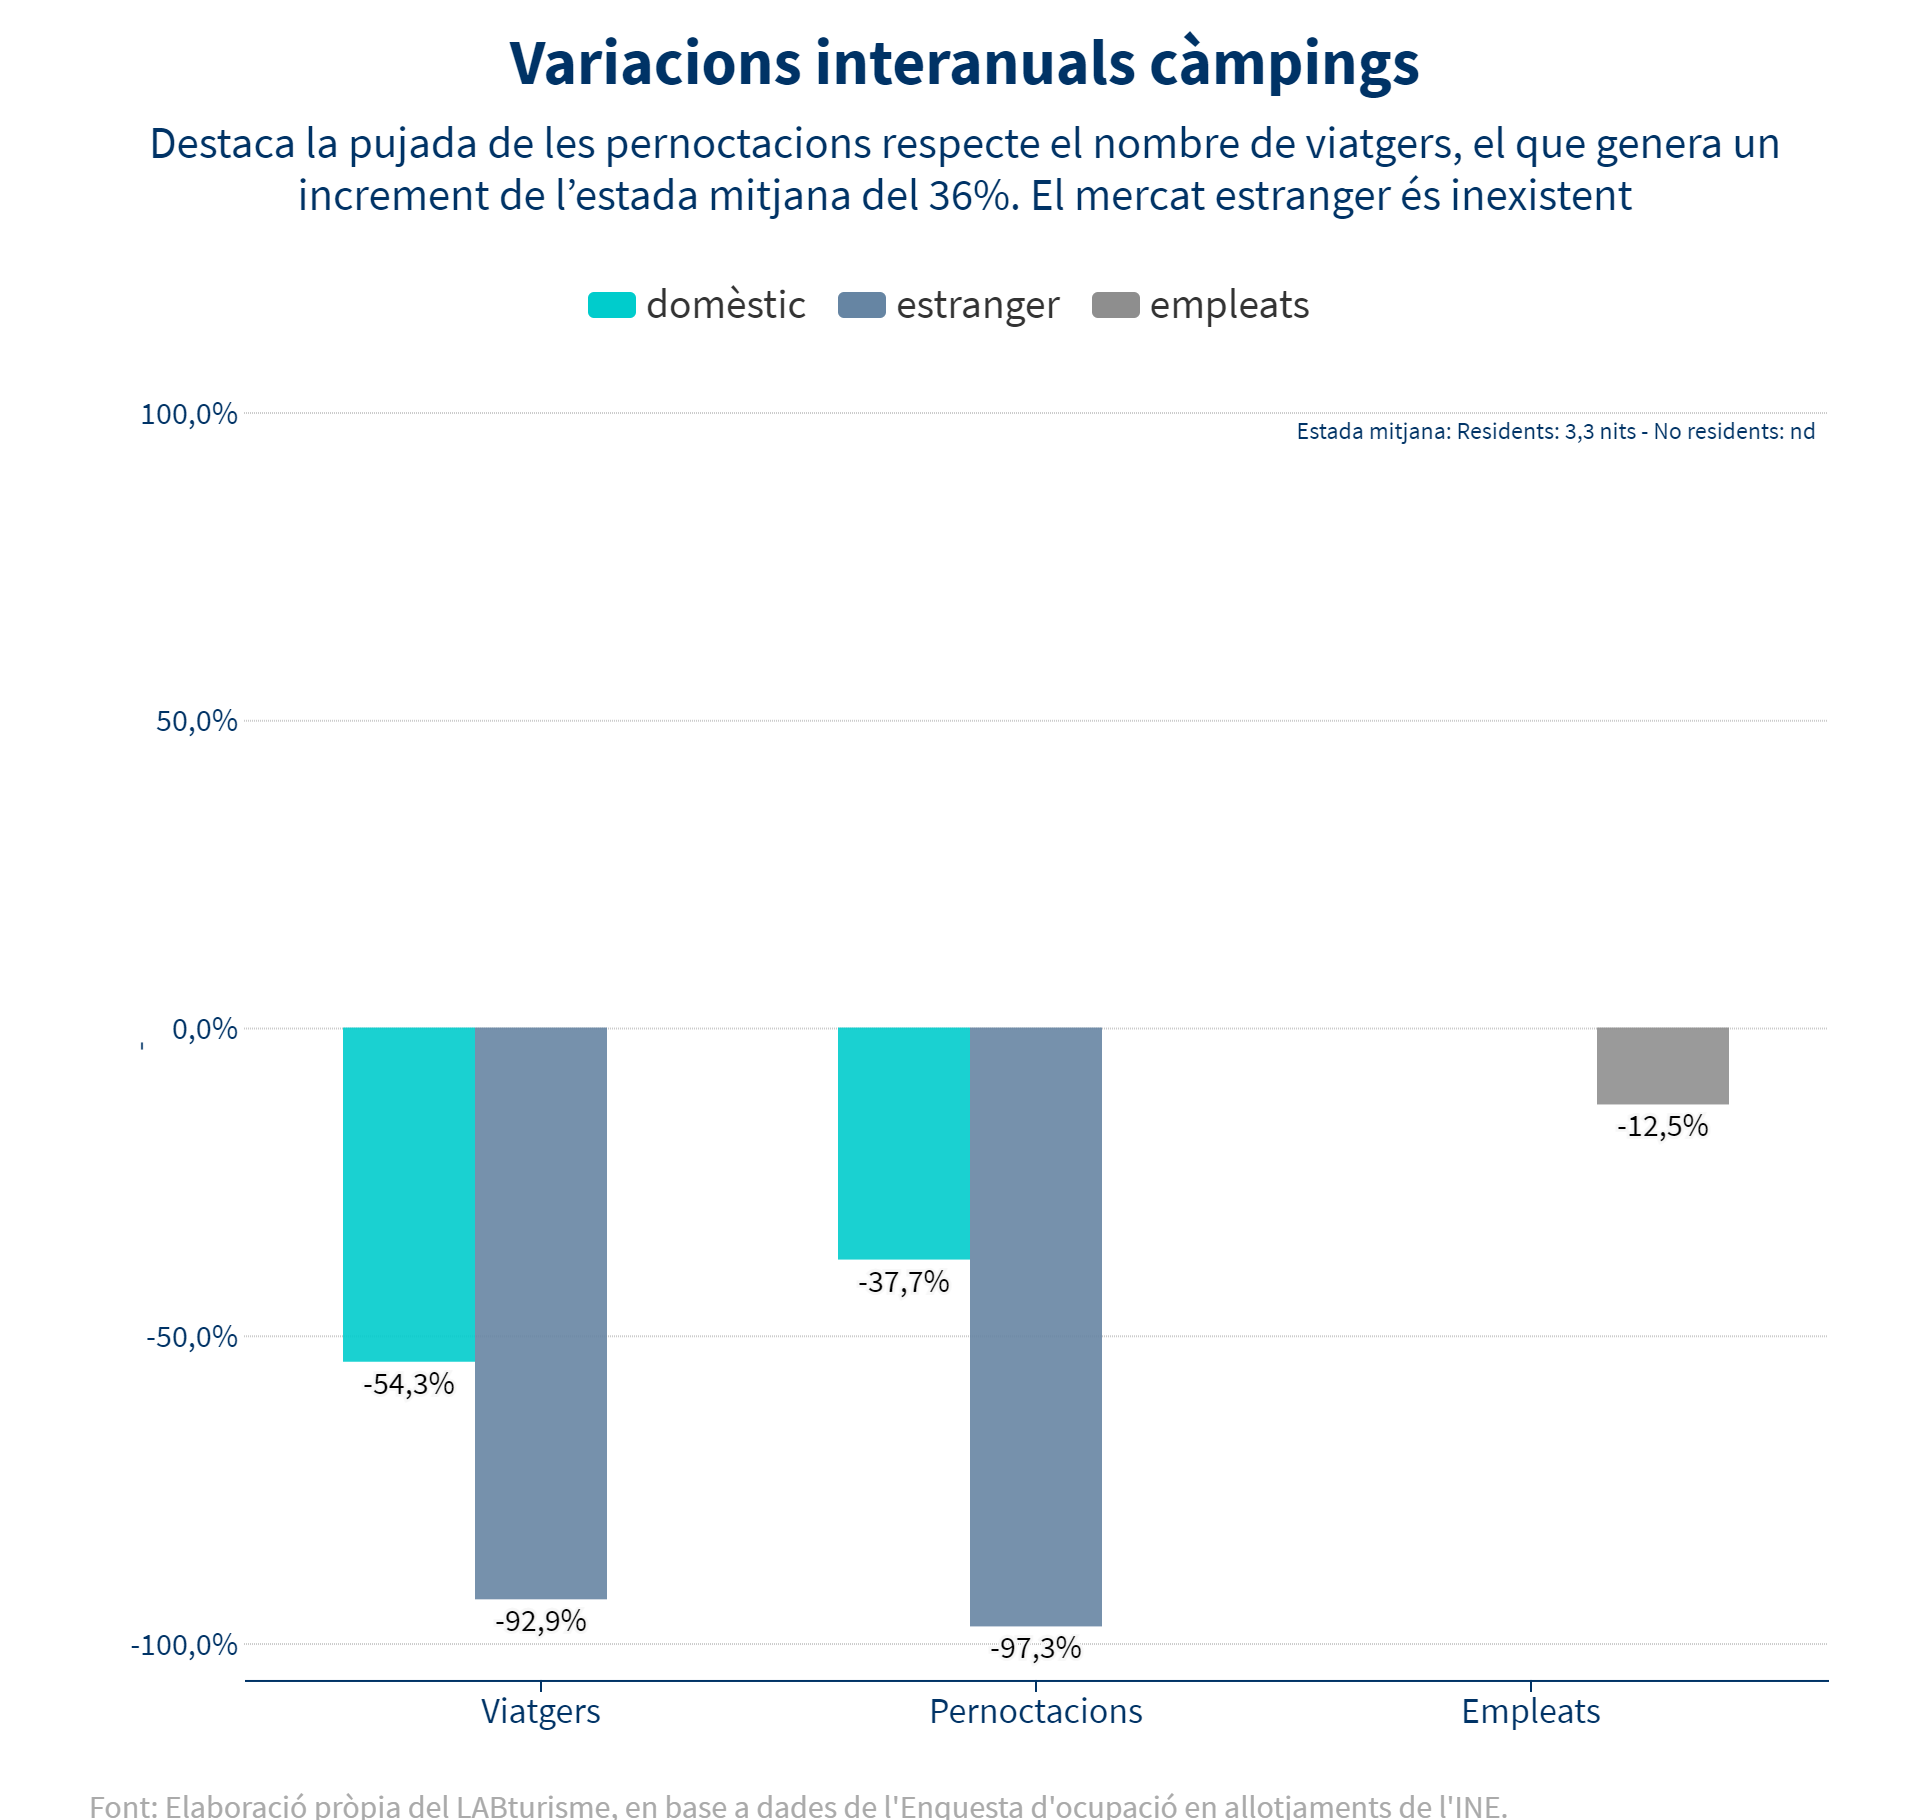 Variacions interanuals càmpings
Destaca la pujada de les pernoctacions respecte el nombre de viatgers, el que genera un
increment de l’estada mitjana del 36%. El mercat estranger és inexistent
domèstic estranger empleats
100,0%
Estada mitjana: Residents: 3,3 nits - No residents: nd
50,0%
0,0%
-
-12,5%
-37,7%
-50,0%
-54,3%
-92,9%
-100,0%
-97,3%
Viatgers Pernoctacions Empleats
Font: Elaboració pròpia del LABturisme, en base a dades de l'Enquesta d'ocupació en allotjaments de l'INE.